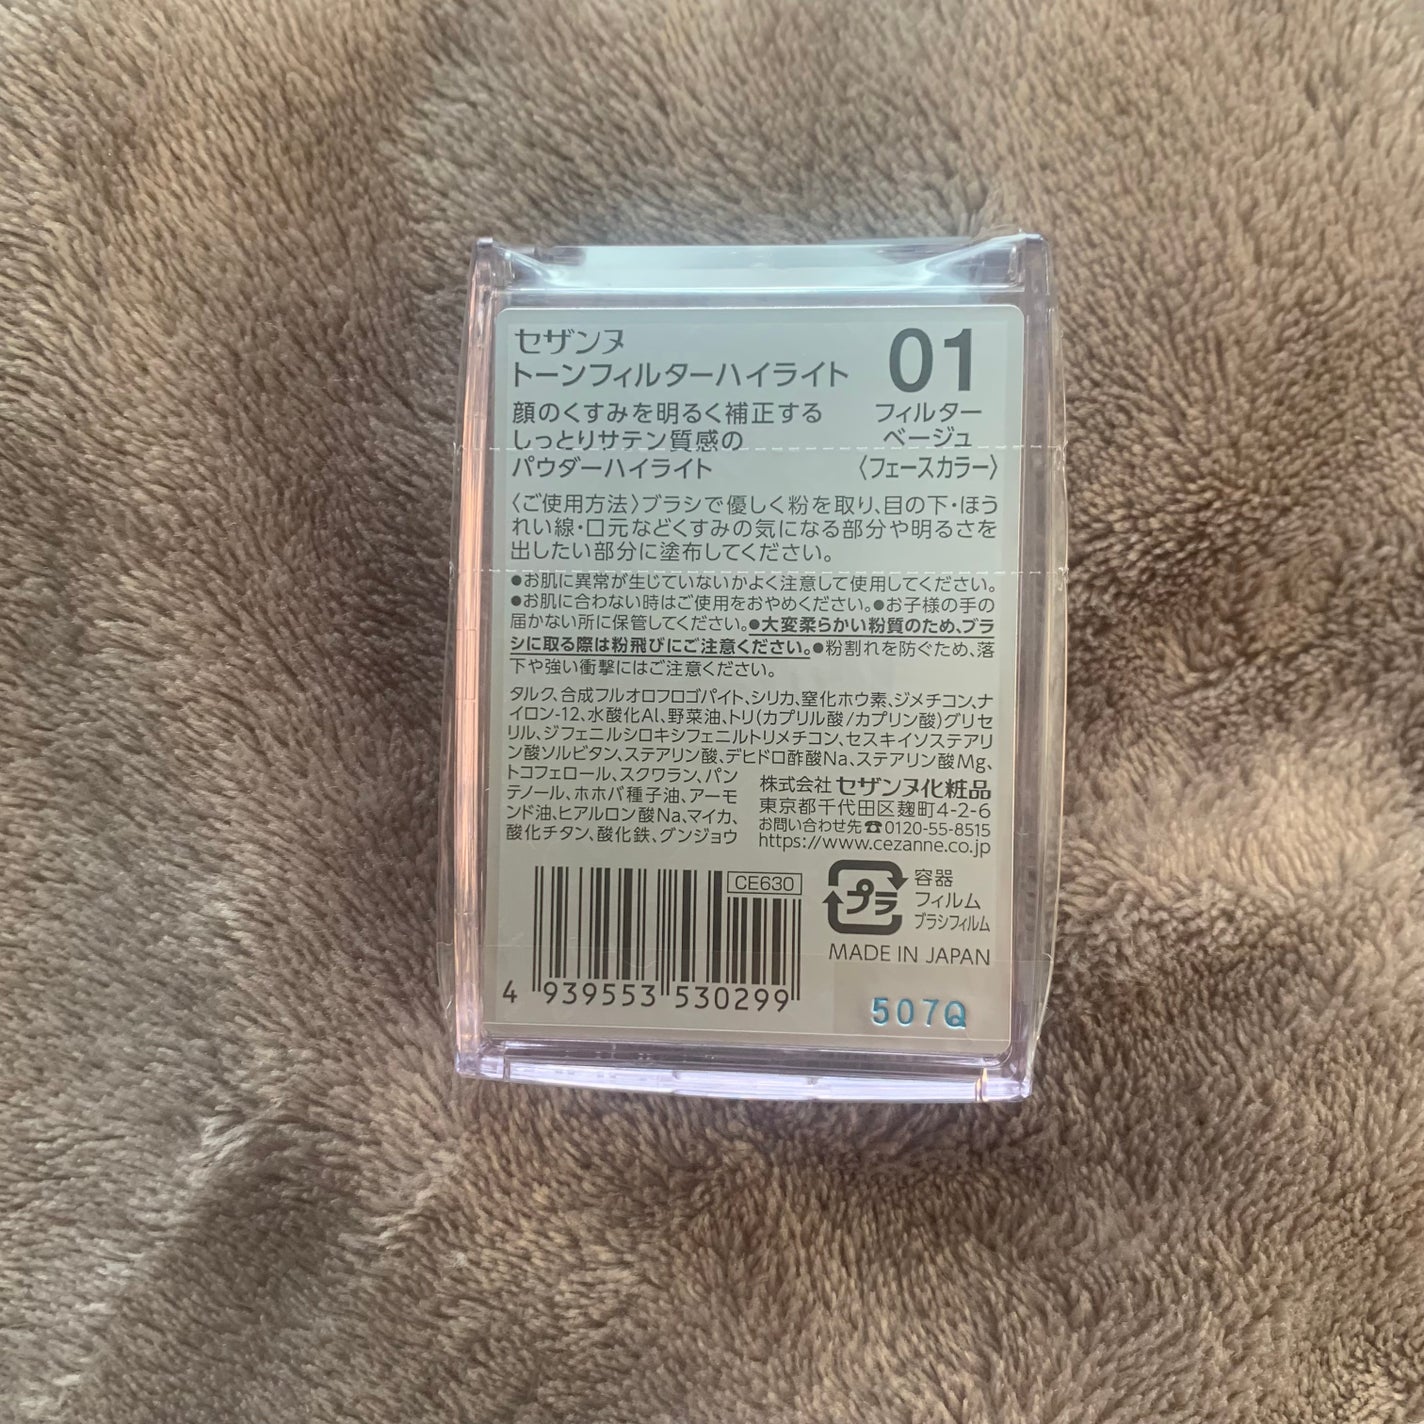 セザンヌ
トーンフィルターハイライト
01
フィルター
ベージュ
〈フェースカラー〉
顔のくすみを明るく補正する
しっとりサテン質感の
パウダーハイライト
〈ご使用方法〉ブラシで優しく粉を取り、目の下・ほう
れい線・口元などくすみの気になる部分や明るさを
出したい部分に塗布してください。
●お肌に異常が生じていないかよく注意して使用してください。
●お肌に合わない時はご使用をおやめください。●お子様の手の
届かない所に保管してください。●大変柔らかい粉質のため、ブラ
シに取る際は粉飛びにご注意ください。●粉割れを防ぐため、落
下や強い衝撃にはご注意ください。
タルク、合成フルオロフロゴパイト、シリカ、窒化ホウ素、ジメチコン、ナ
イロン-12、水酸化Al、野菜油、トリ(カプリル酸/カプリン酸)グリセ
リル、ジフェニルシロキシフェニルトリメチコン、セスキイソステアリ
ン酸ソルビタン、ステアリン酸、デヒドロ酢酸Na、ステアリン酸Mg、
トコフェロール、スクワラン、パン
テノール、ホホバ種子油、アーモ
ンド油、ヒアルロン酸Na、マイカ、
酸化チタン、酸化鉄、グンジョウ
株式会社 セザンヌ化粧品
東京都千代田区麹町4-2-6
お問い合わせ先☎0120-55-8515
https://www.cezanne.co.jp
CE630
4 939553 530299
プラ
容器
フィルム
ブラシフィルム
MADE IN JAPAN
507Q